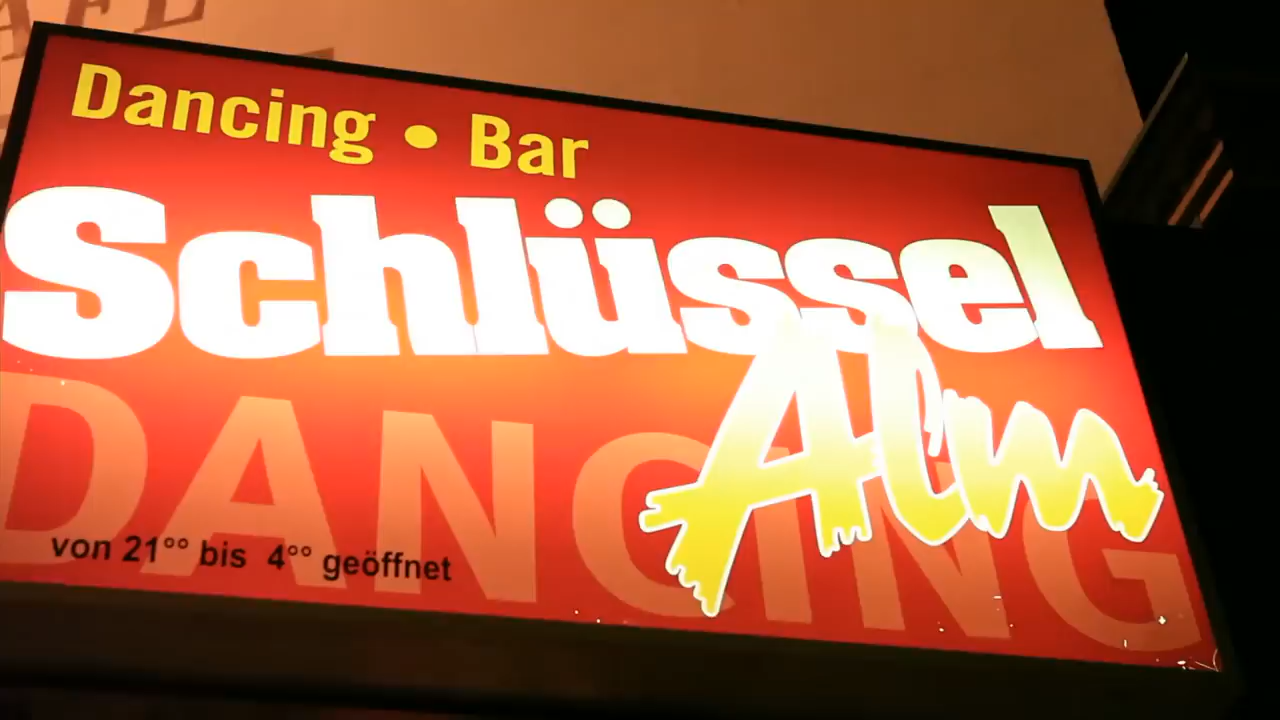 Dancing • Bar
Schlüssel
Alm
DANCING
von 21°° bis 4°° geöffnet